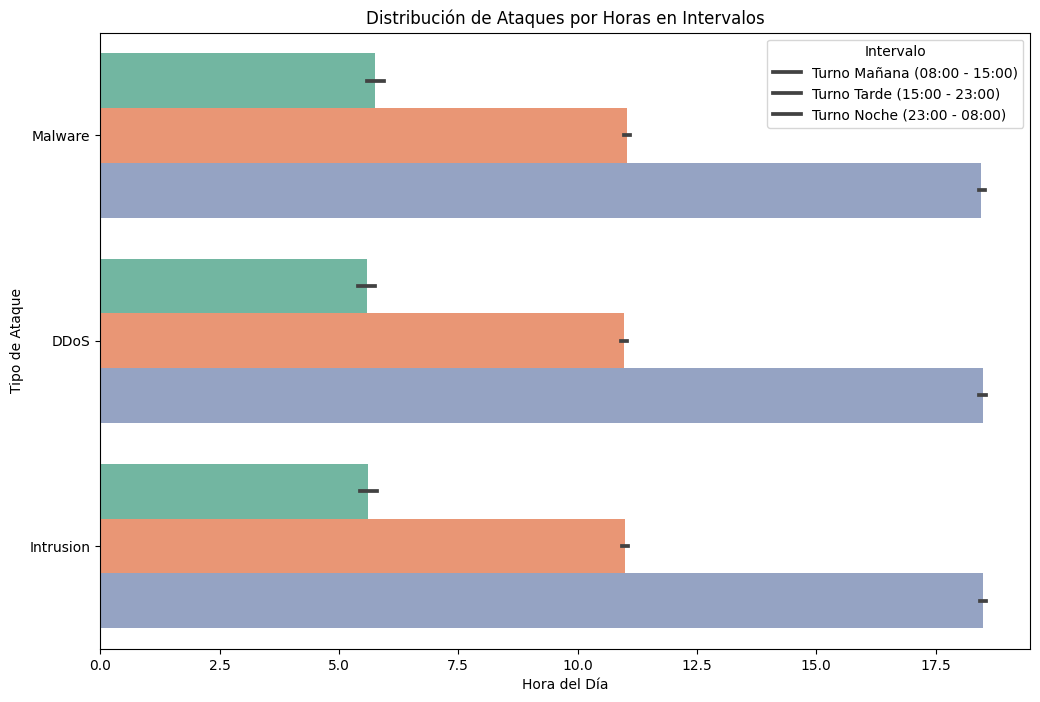 Distribución de Ataques por Horas en Intervalos
Intervalo
Turno Mañana (08:00 - 15:00)
Turno Tarde (15:00 - 23:00)
Turno Noche (23:00 - 08:00)
Tipo de Ataque
Malware
DDoS
Intrusion
0.0 2.5 5.0 7.5 10.0 12.5 15.0 17.5
Hora del Día